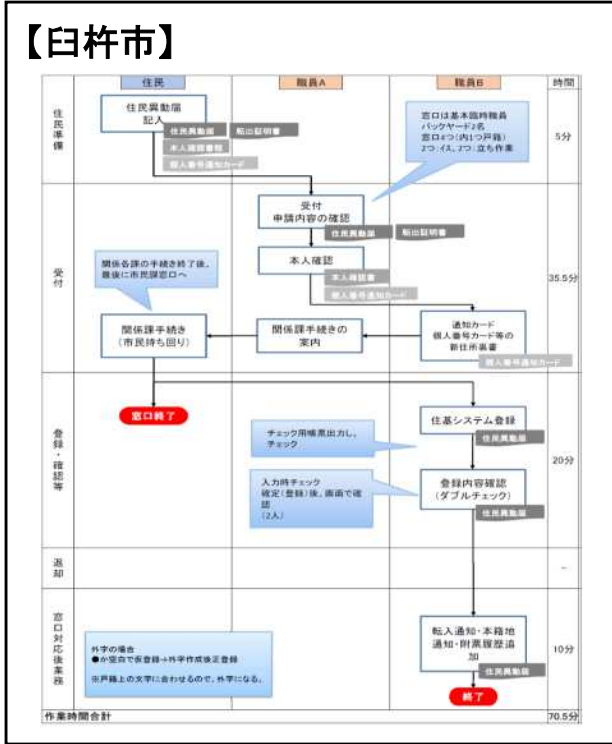 【臼杵市】
住民
職員A
職員B
時間
住民準備
住民異動届
記入
住民異動届
転出証明書
本人確認書類
個人番号通知カード
窓口は基本臨時職員
バックヤード2名
窓口4つ(内1つ戸籍)
2つ:イス、2つ:立ち作業
5分
受付
受付
申請内容の確認
住民異動届
転出証明書
本人確認
本人確認書
個人番号通知カード
関係各課の手続き終了後、
最後に市民課窓口へ
35.5分
関係課手続き
(市民持ち回り)
関係課手続きの
案内
通知カード
個人番号カード等の
新住所裏書
個人番号通知カード
登録・確認等
窓口終了
住基システム登録
住民異動届
チェック用帳票出力し、
チェック
入力時チェック
確定(登録)後、画面で確
認
(2人)
登録内容確認
(ダブルチェック)
住民異動届
20分
返却
-
窓口対応後業務
外字の場合
●か空白で仮登録→外字作成後正登録
※戸籍上の文字に合わせるので、外字になる。
転入通知・本籍地
通知・附票履歴追
加
住民異動届
10分
終了
作業時間合計
70.5分